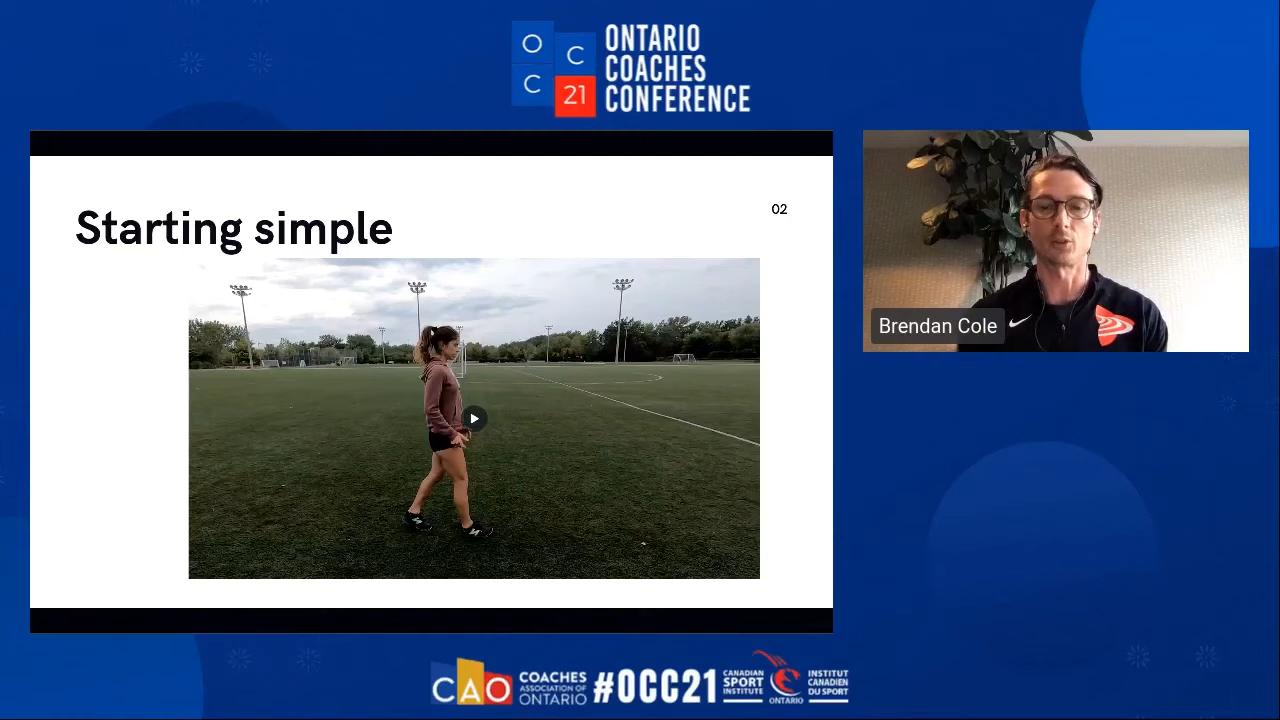 O
C
C
21
ONTARIO
COACHES
CONFERENCE
Starting simple
02
Brendan Cole
CAO
COACHES
ASSOCIATION OF
ONTARIO
#OCC21
CANADIAN
SPORT
INSTITUTE
ONTARIO
INSTITUT
CANADIEN
DU SPORT